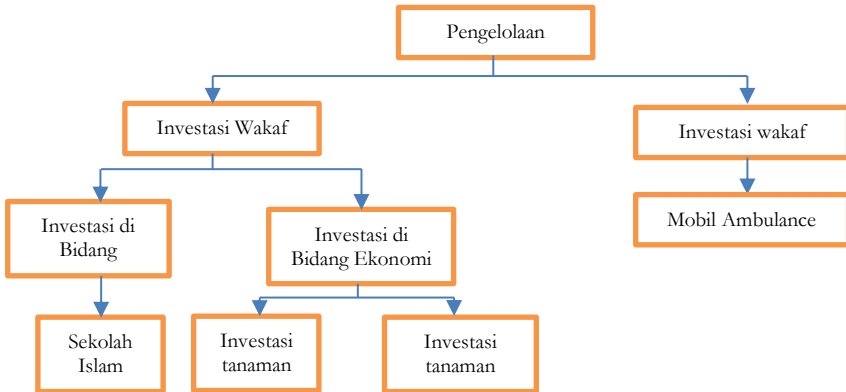 Pengelolaan
Investasi Wakaf
Investasi wakaf
Investasi di
Bidang
Investasi di
Bidang Ekonomi
Mobil Ambulance
Sekolah
Islam
Investasi
tanaman
Investasi
tanaman